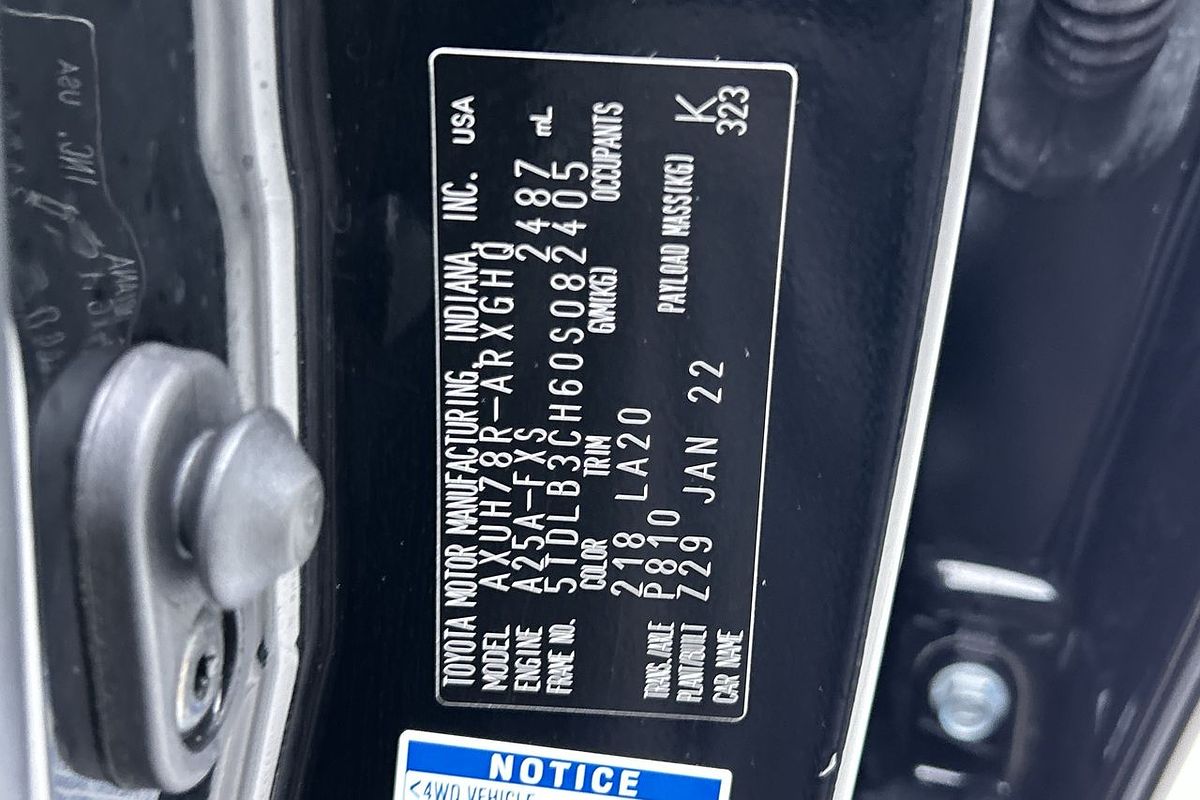 TOYOTA MOTOR MANUFACTURING, INDIANA, INC. USA
MODEL AXUH78R-ARXGHQ
ENGINE A25A-FXS 2487 mL
FRAME NO. 5TDLB3CH60S082405
COLOR TRIM GVM(KG) OCCUPANTS
218 LA20
TRANS./AXLE P810 PAYLOAD MASS(KG) K
PLANT/BUILT Z29 JAN 22 323
CAR NAME
NOTICE
<4WD VEHICLE